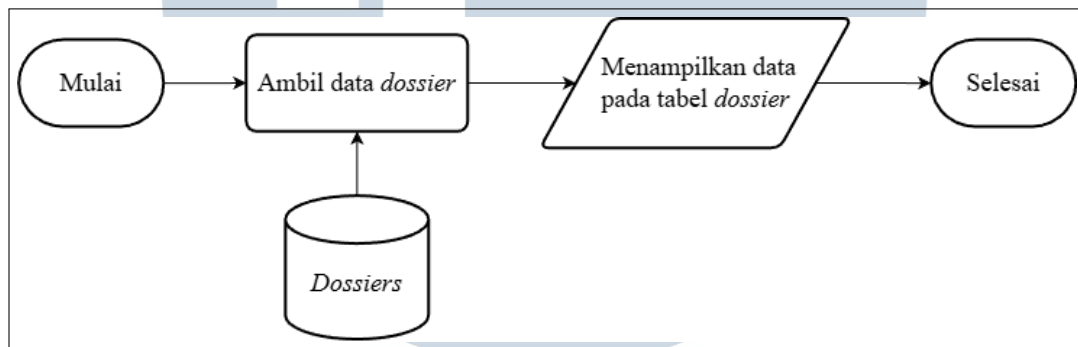 Mulai
Ambil data dossier
Menampilkan data
pada tabel dossier
Selesai
Dossiers